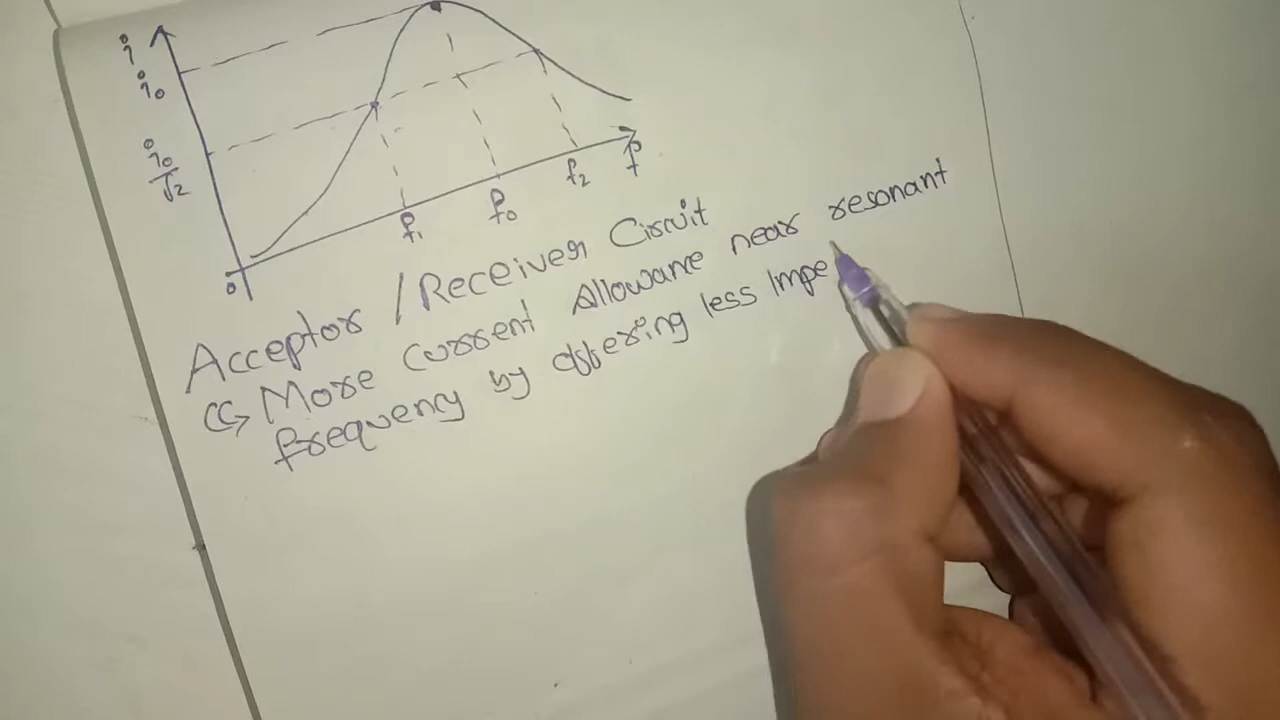 i
i₀
i₀/√2
0
f₁ f₀ f₂ f
Acceptor / Receiver Circuit
↳ More current Allowance near resonant
frequency by offering less Impe